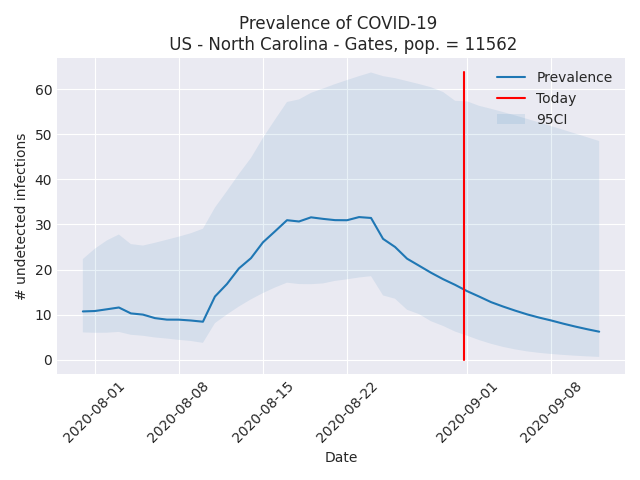 Prevalence of COVID-19
US - North Carolina - Gates, pop. = 11562
Prevalence
Today
95CI
# undetected infections
60
50
40
30
20
10
0
2020-08-01
2020-08-08
2020-08-15
2020-08-22
2020-09-01
2020-09-08
Date